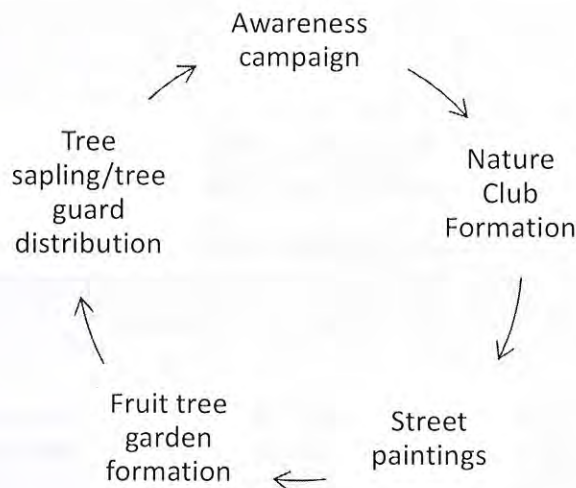 Awareness
campaign
Nature
Club
Formation
Street
paintings
Fruit tree
garden
formation
Tree
sapling/tree
guard
distribution